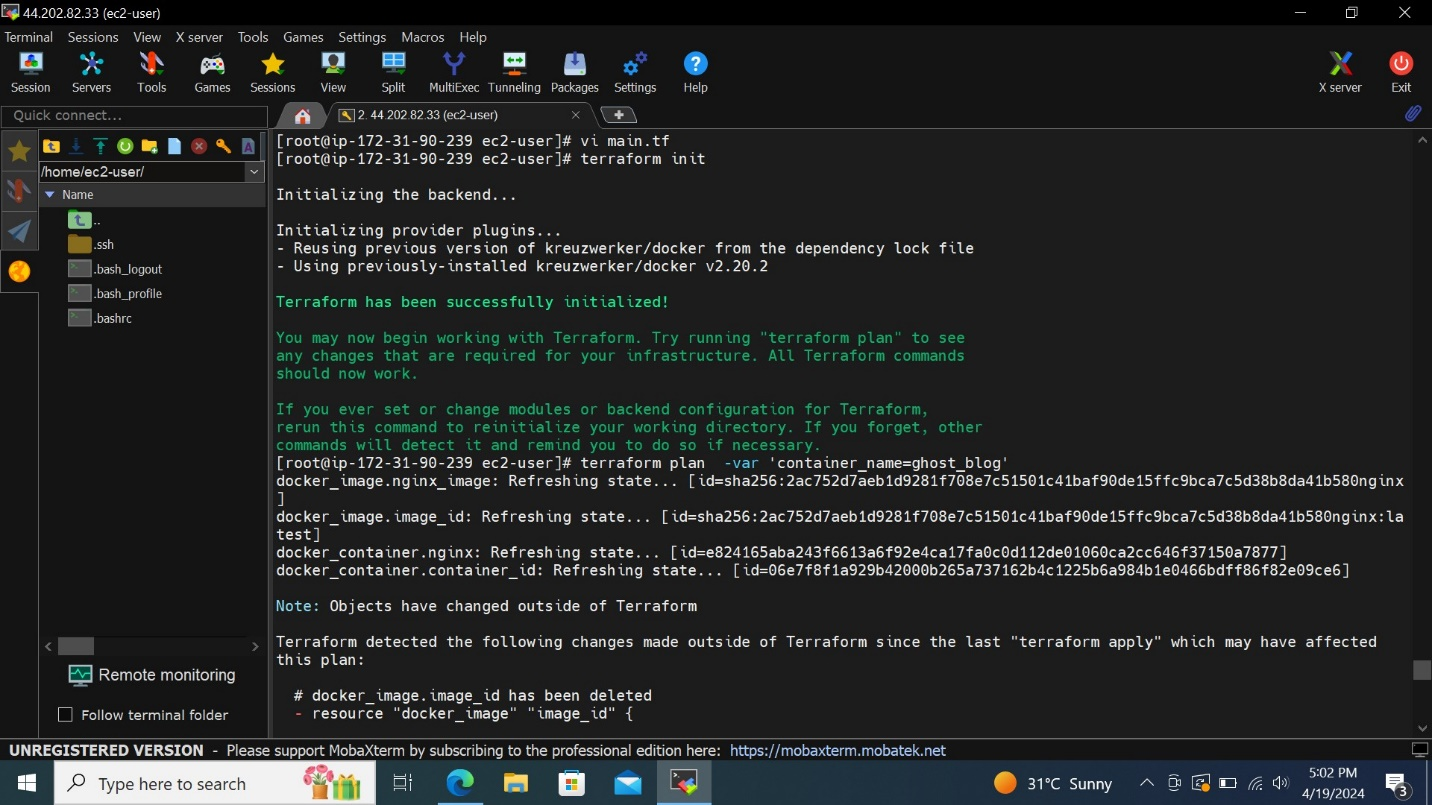 44.202.82.33 (ec2-user)
Terminal Sessions View X server Tools Games Settings Macros Help
Session Servers Tools Games Sessions View Split MultiExec Tunneling Packages Settings Help X server Exit
Quick connect...
2. 44.202.82.33 (ec2-user)
/home/ec2-user/
Name
..
.ssh
.bash_logout
.bash_profile
.bashrc
Remote monitoring
Follow terminal folder
[root@ip-172-31-90-239 ec2-user]# vi main.tf
[root@ip-172-31-90-239 ec2-user]# terraform init
Initializing the backend...
Initializing provider plugins...
- Reusing previous version of kreuzwerker/docker from the dependency lock file
- Using previously-installed kreuzwerker/docker v2.20.2
Terraform has been successfully initialized!
You may now begin working with Terraform. Try running "terraform plan" to see
any changes that are required for your infrastructure. All Terraform commands
should now work.
If you ever set or change modules or backend configuration for Terraform,
rerun this command to reinitialize your working directory. If you forget, other
commands will detect it and remind you to do so if necessary.
[root@ip-172-31-90-239 ec2-user]# terraform plan  -var 'container_name=ghost_blog'
docker_image.nginx_image: Refreshing state... [id=sha256:2ac752d7aeb1d9281f708e7c51501c41baf90de15ffc9bca7c5d38b8da41b580nginx
]
docker_image.image_id: Refreshing state... [id=sha256:2ac752d7aeb1d9281f708e7c51501c41baf90de15ffc9bca7c5d38b8da41b580nginx:la
test]
docker_container.nginx: Refreshing state... [id=e824165aba243f6613a6f92e4ca17fa0c0d112de01060ca2cc646f37150a7877]
docker_container.container_id: Refreshing state... [id=06e7f8f1a929b42000b265a737162b4c1225b6a984b1e0466bdff86f82e09ce6]
Note: Objects have changed outside of Terraform
Terraform detected the following changes made outside of Terraform since the last "terraform apply" which may have affected
this plan:
# docker_image.image_id has been deleted
- resource "docker_image" "image_id" {
UNREGISTERED VERSION - Please support MobaXterm by subscribing to the professional edition here: https://mobaxterm.mobatek.net
Type here to search
31°C Sunny
5:02 PM
4/19/2024
3